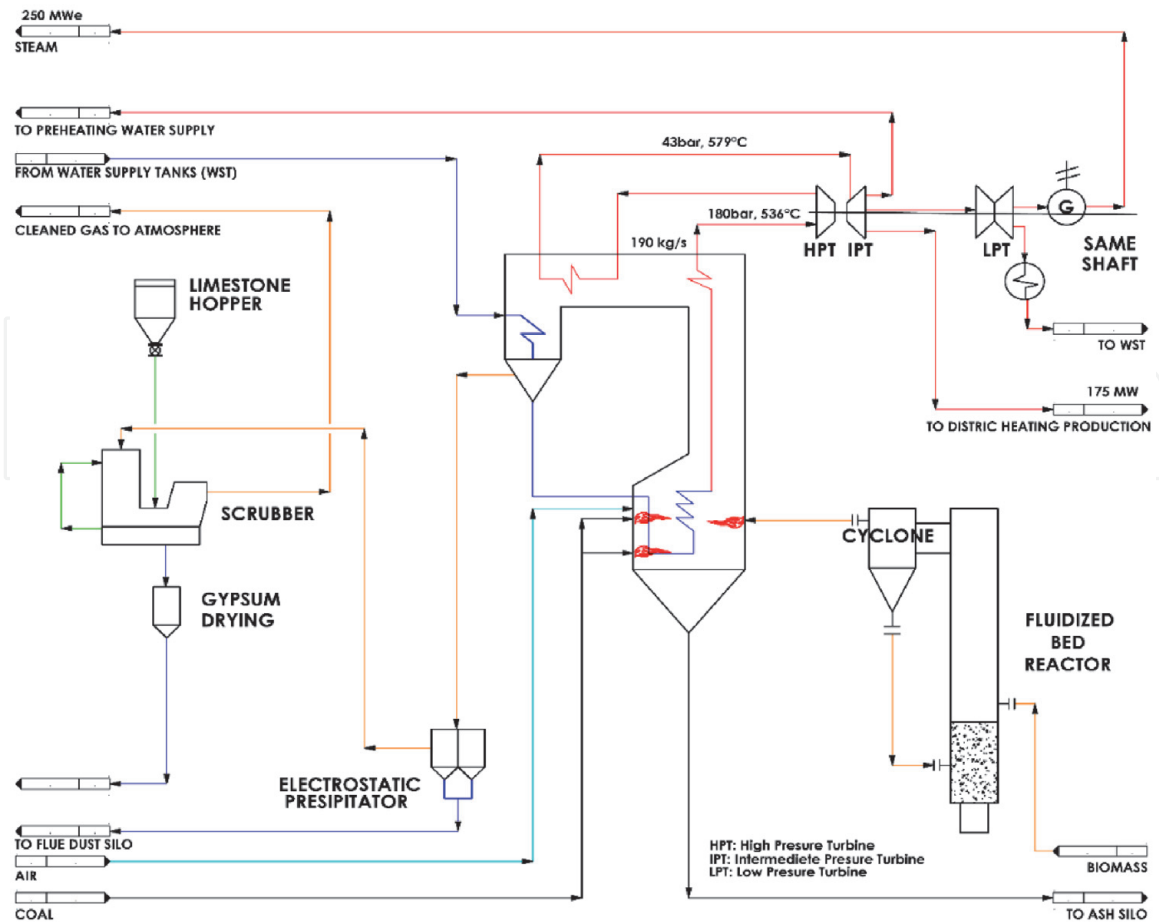 250 MWe
STEAM
TO PREHEATING WATER SUPPLY
FROM WATER SUPPLY TANKS (WST)
CLEANED GAS TO ATMOSPHERE
43bar, 579°C
180bar, 536°C
190 kg/s
HPT
IPT
LPT
G
SAME
SHAFT
TO WST
175 MW
TO DISTRIC HEATING PRODUCTION
LIMESTONE
HOPPER
SCRUBBER
GYPSUM
DRYING
CYCLONE
FLUIDIZED
BED
REACTOR
ELECTROSTATIC
PRESIPITATOR
TO FLUE DUST SILO
AIR
COAL
HPT: High Presure Turbine
IPT: Intermediete Presure Turbine
LPT: Low Presure Turbine
BIOMASS
TO ASH SILO